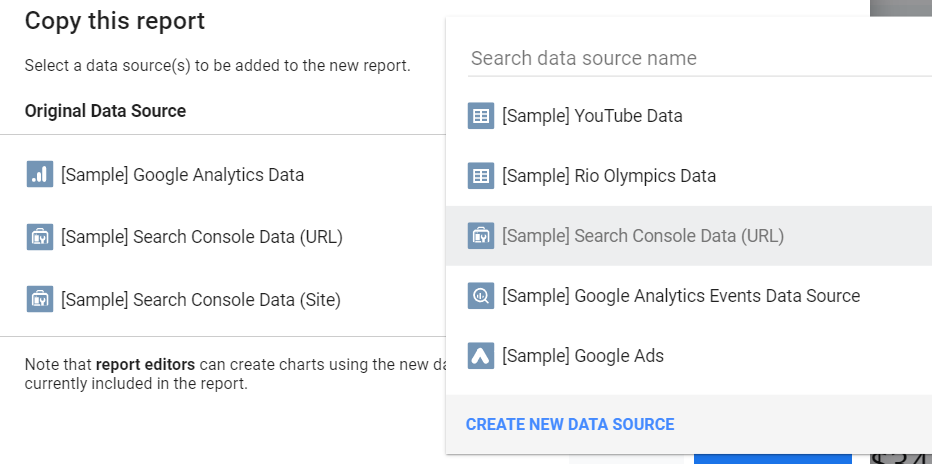 Copy this report
Select a data source(s) to be added to the new report.
Original Data Source
[Sample] Google Analytics Data
[Sample] Search Console Data (URL)
[Sample] Search Console Data (Site)
Note that report editors can create charts using the new
currently included in the report.
Search data source name
[Sample] YouTube Data
[Sample] Rio Olympics Data
[Sample] Search Console Data (URL)
[Sample] Google Analytics Events Data Source
[Sample] Google Ads
CREATE NEW DATA SOURCE